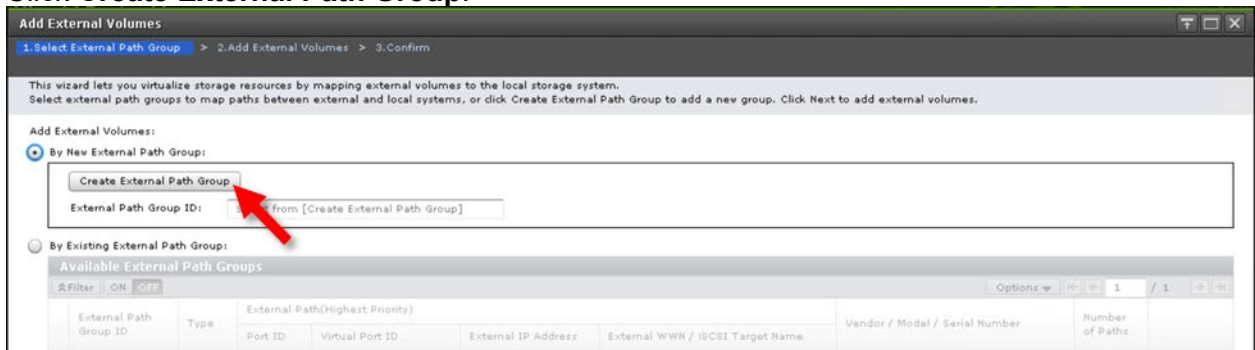 Click Create External Path Group.
Add External Volumes
1.Select External Path Group > 2.Add External Volumes > 3.Confirm
This wizard lets you virtualize storage resources by mapping external volumes to the local storage system.
Select external path groups to map paths between external and local systems, or click Create External Path Group to add a new group. Click Next to add external volumes.
Add External Volumes:
By New External Path Group:
Create External Path Group
External Path Group ID: from [Create External Path Group]
By Existing External Path Group:
Available External Path Groups
Filter ON OFF Options 1 / 1
External Path Group ID
Type
External Path(Highest Priority)
Port ID Virtual Port ID External IP Address External WWN / iSCSI Target Name
Vendor / Model / Serial Number
Number of Paths